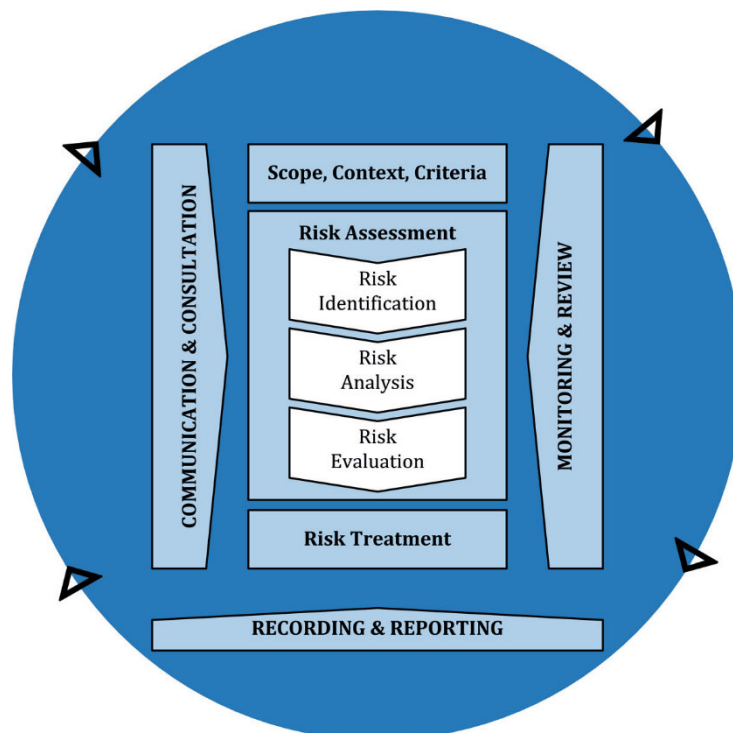 Scope, Context, Criteria
Risk Assessment
Risk
Identification
Risk
Analysis
Risk
Evaluation
Risk Treatment
COMMUNICATION & CONSULTATION
MONITORING & REVIEW
RECORDING & REPORTING